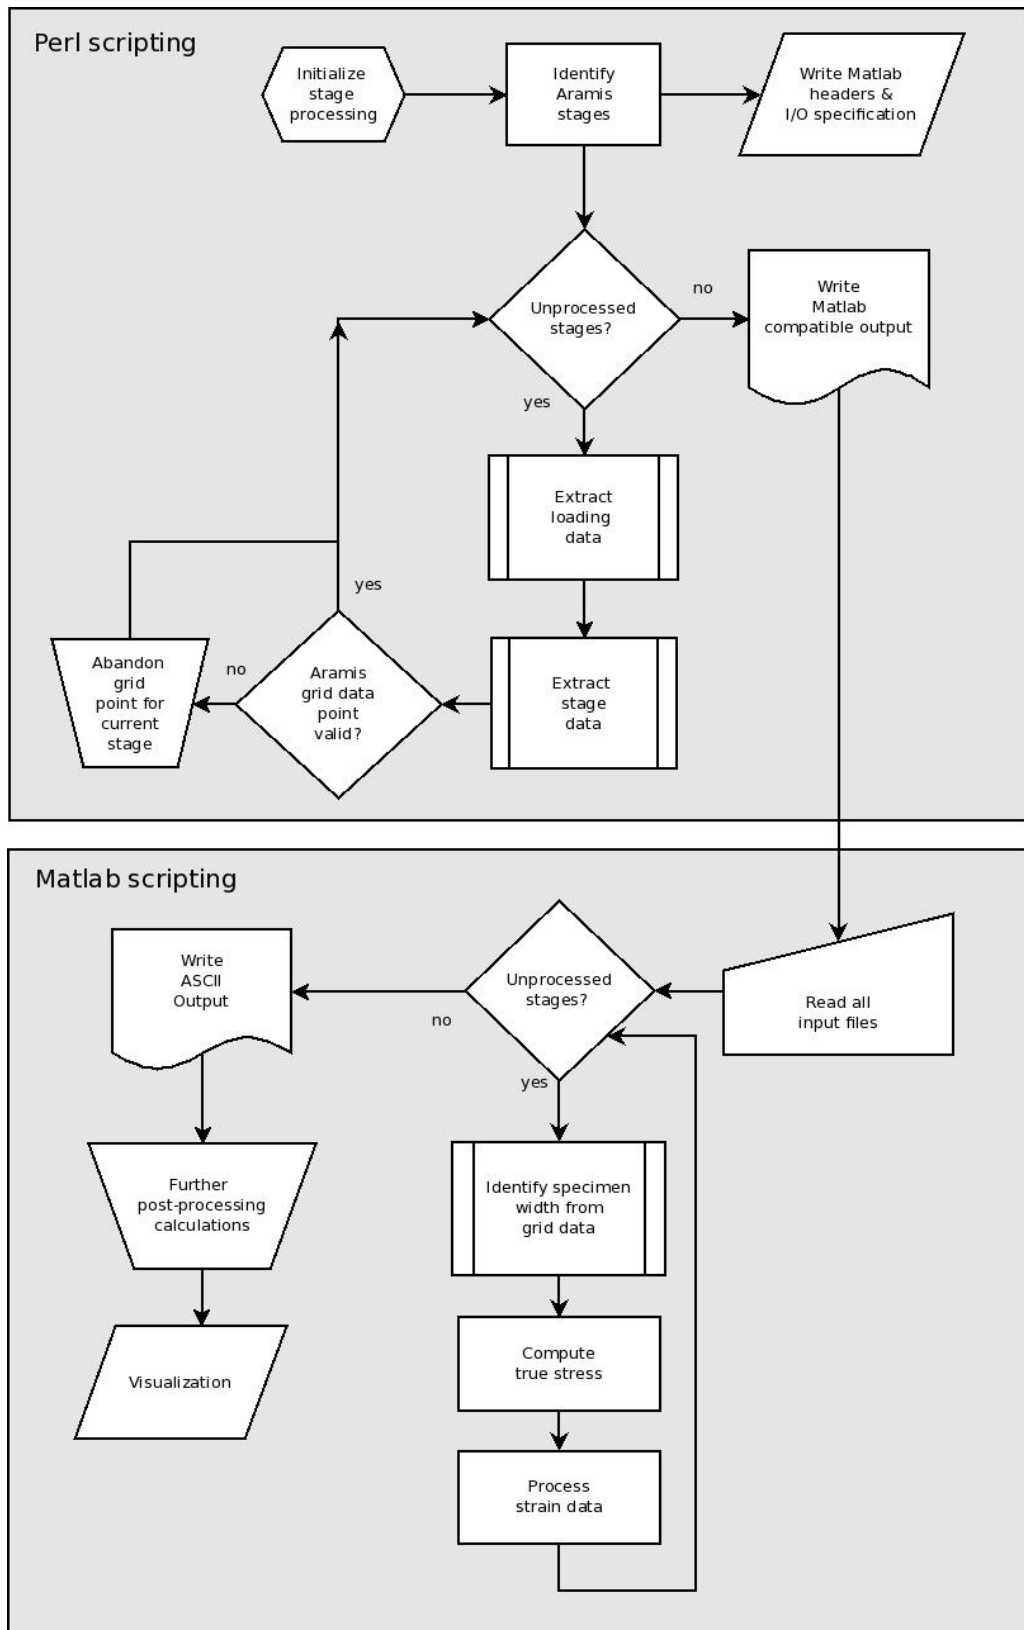 Perl scripting
Initialize
stage
processing
Identify
Aramis
stages
Write Matlab
headers &
I/O specification
Unprocessed
stages?
no
Write
Matlab
compatible output
yes
Extract
loading
data
Extract
stage
data
Aramis
grid data
point
valid?
yes
no
Abandon
grid
point for
current
stage
Matlab scripting
Read all
input files
Unprocessed
stages?
no
Write
ASCII
Output
yes
Identify specimen
width from
grid data
Compute
true stress
Process
strain data
Further
post-processing
calculations
Visualization